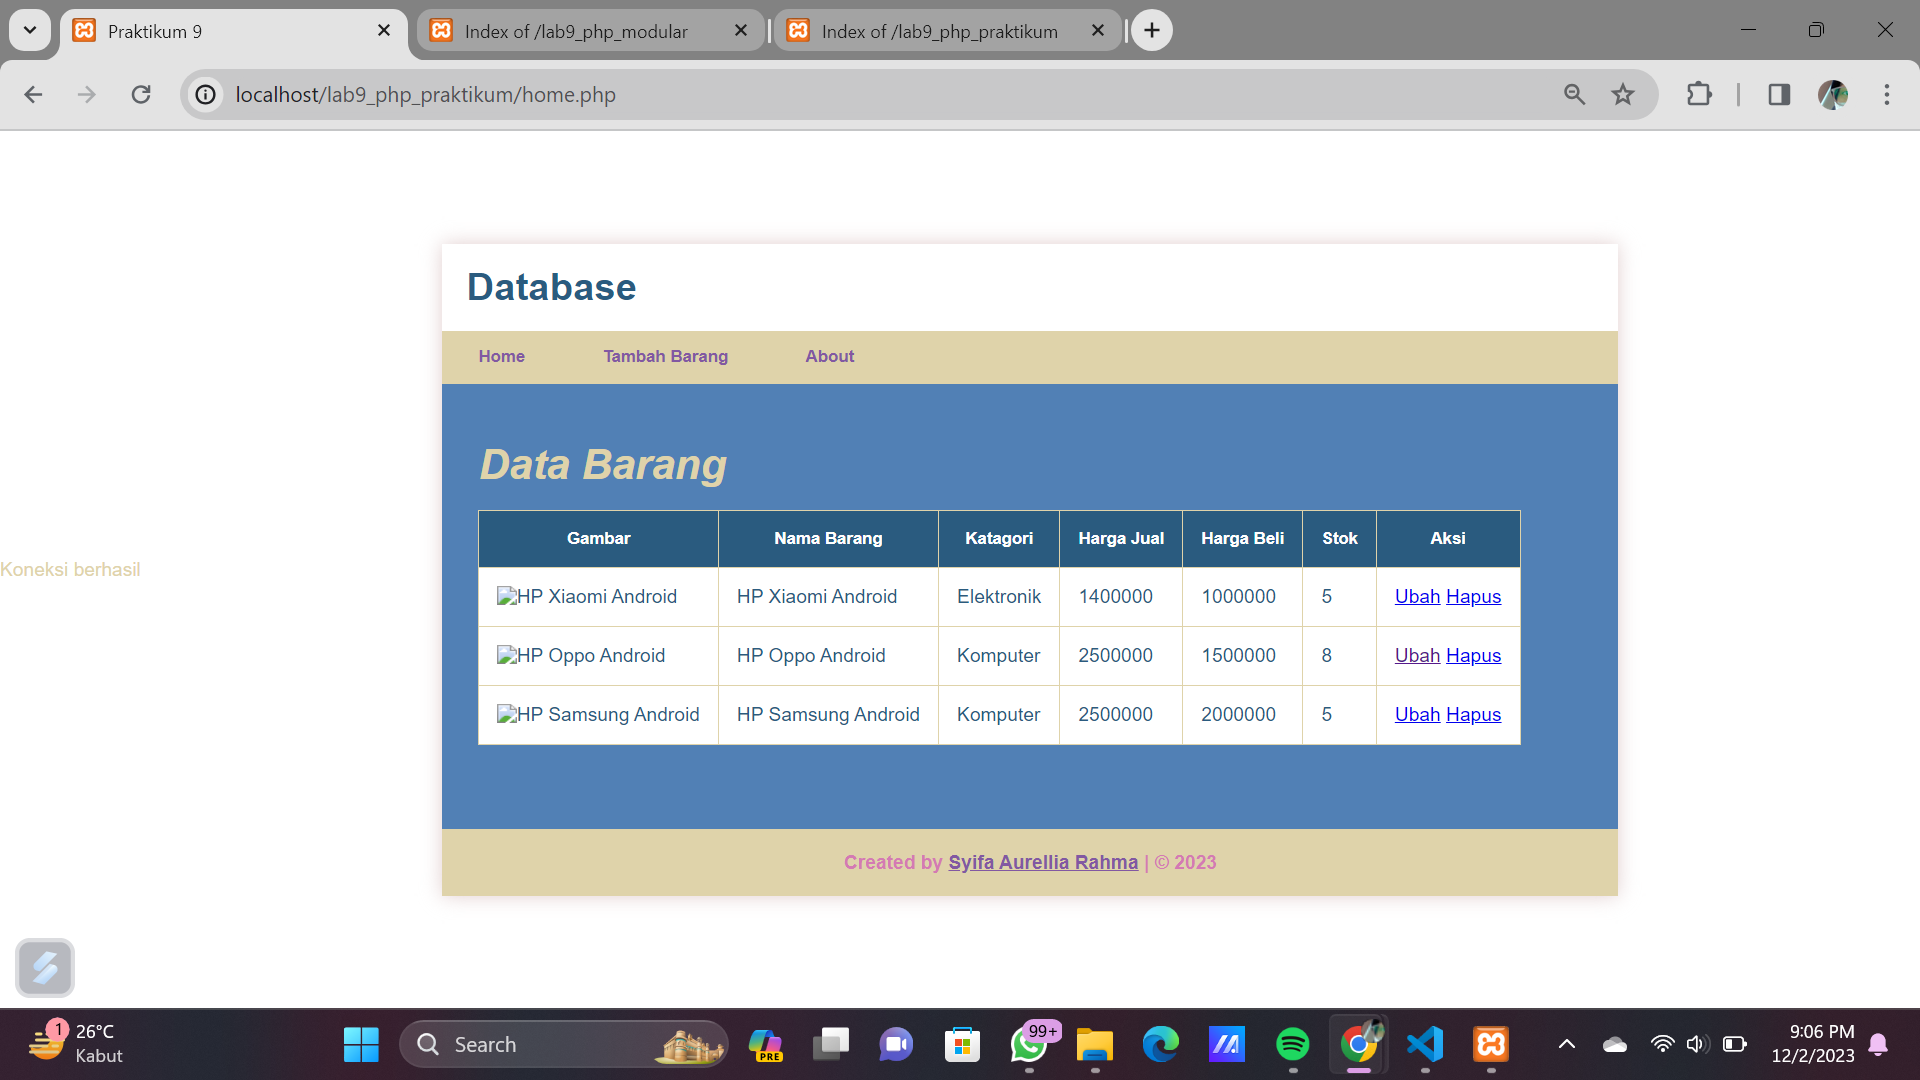 Praktikum 9
Index of /lab9_php_modular
Index of /lab9_php_praktikum
localhost/lab9_php_praktikum/home.php
Database
Home Tambah Barang About
Data Barang
Gambar Nama Barang Katagori Harga Jual Harga Beli Stok Aksi
Koneksi berhasil
HP Xiaomi Android HP Xiaomi Android Elektronik 1400000 1000000 5 Ubah Hapus
HP Oppo Android HP Oppo Android Komputer 2500000 1500000 8 Ubah Hapus
HP Samsung Android HP Samsung Android Komputer 2500000 2000000 5 Ubah Hapus
Created by Syifa Aurellia Rahma | © 2023
1
26°C
Kabut
Search
PRE
99+
9:06 PM
12/2/2023